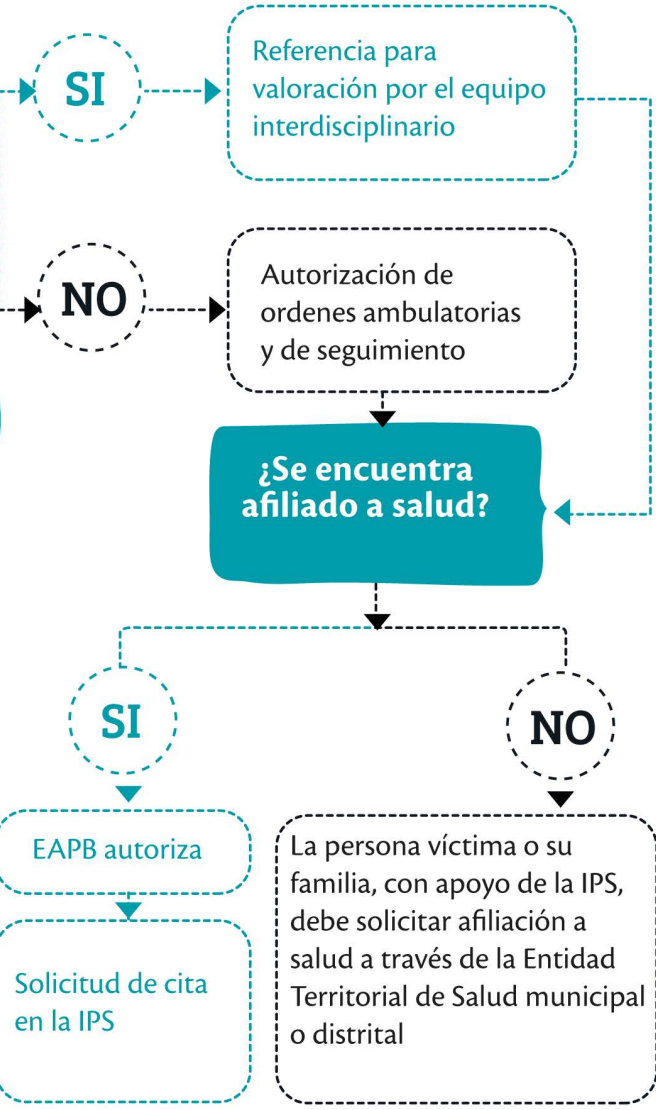 SI
Referencia para
valoración por el equipo
interdisciplinario
NO
Autorización de
ordenes ambulatorias
y de seguimiento
¿Se encuentra
afiliado a salud?
SI
NO
EAPB autoriza
Solicitud de cita
en la IPS
La persona víctima o su
familia, con apoyo de la IPS,
debe solicitar afiliación a
salud a través de la Entidad
Territorial de Salud municipal
o distrital